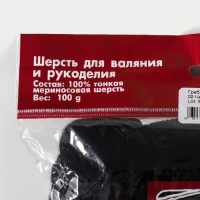 Шерсть для валяния
и рукоделия
Состав: 100% тонкая
мериносовая шерсть
Вес: 100 g